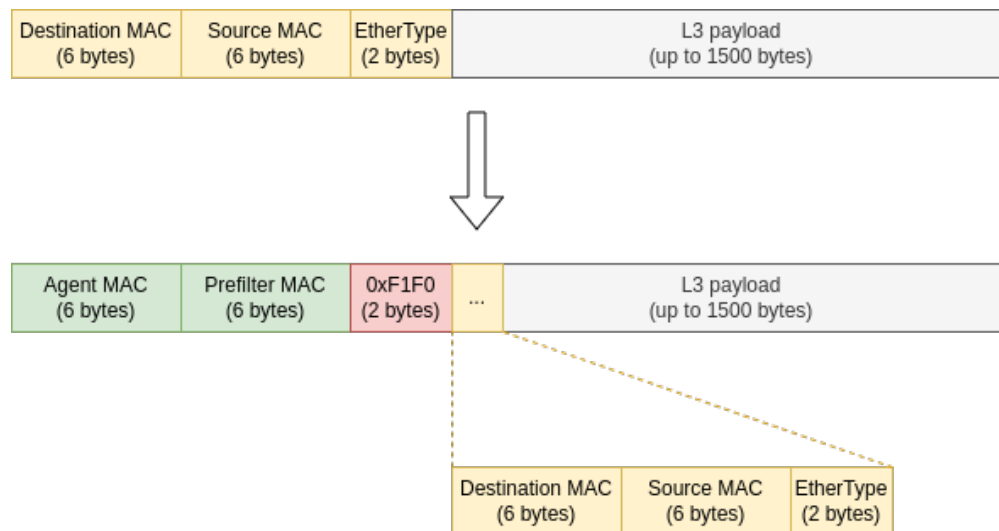 Destination MAC
(6 bytes)
Source MAC
(6 bytes)
EtherType
(2 bytes)
L3 payload
(up to 1500 bytes)
Agent MAC
(6 bytes)
Prefilter MAC
(6 bytes)
0xF1F0
(2 bytes)
...
L3 payload
(up to 1500 bytes)
Destination MAC
(6 bytes)
Source MAC
(6 bytes)
EtherType
(2 bytes)